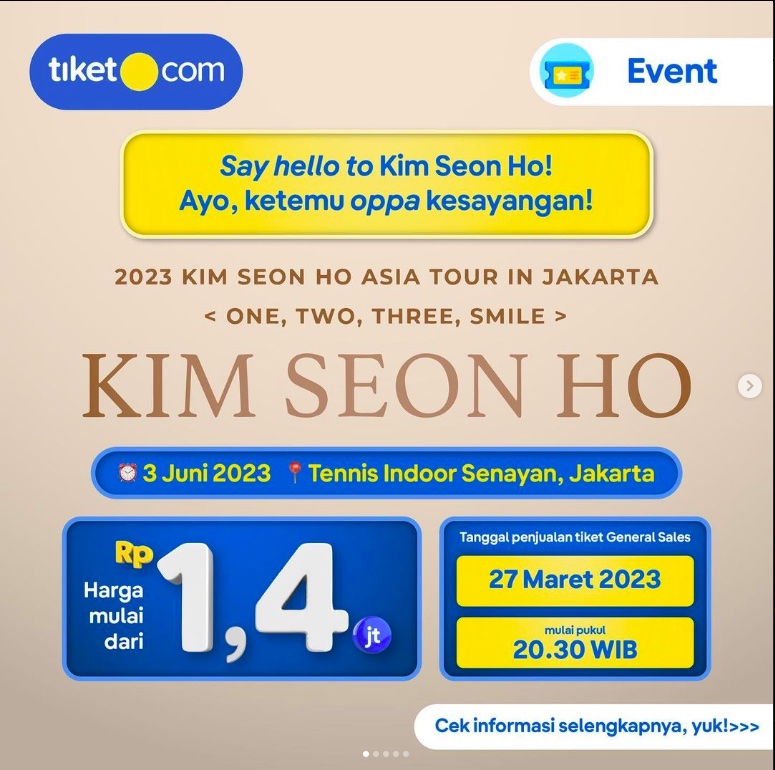 tiket com
Event
Say hello to Kim Seon Ho!
Ayo, ketemu oppa kesayangan!
2023 KIM SEON HO ASIA TOUR IN JAKARTA
< ONE, TWO, THREE, SMILE >
KIM SEON HO
3 Juni 2023 Tennis Indoor Senayan, Jakarta
Harga mulai dari
Rp 1,4 jt
Tanggal penjualan tiket General Sales
27 Maret 2023
mulai pukul
20.30 WIB
Cek informasi selengkapnya, yuk!>>>